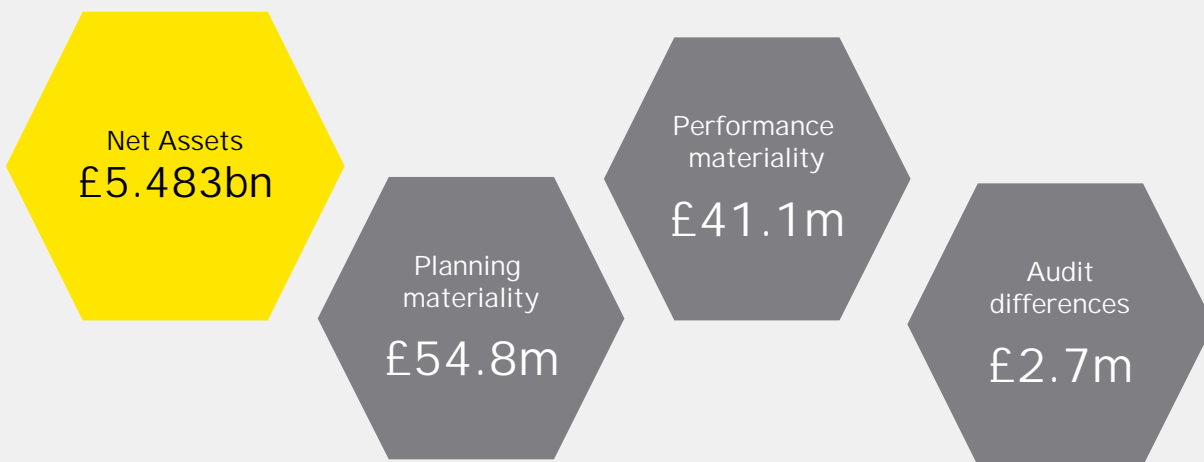 Net Assets
£5.483bn
Planning
materiality
£54.8m
Performance
materiality
£41.1m
Audit
differences
£2.7m